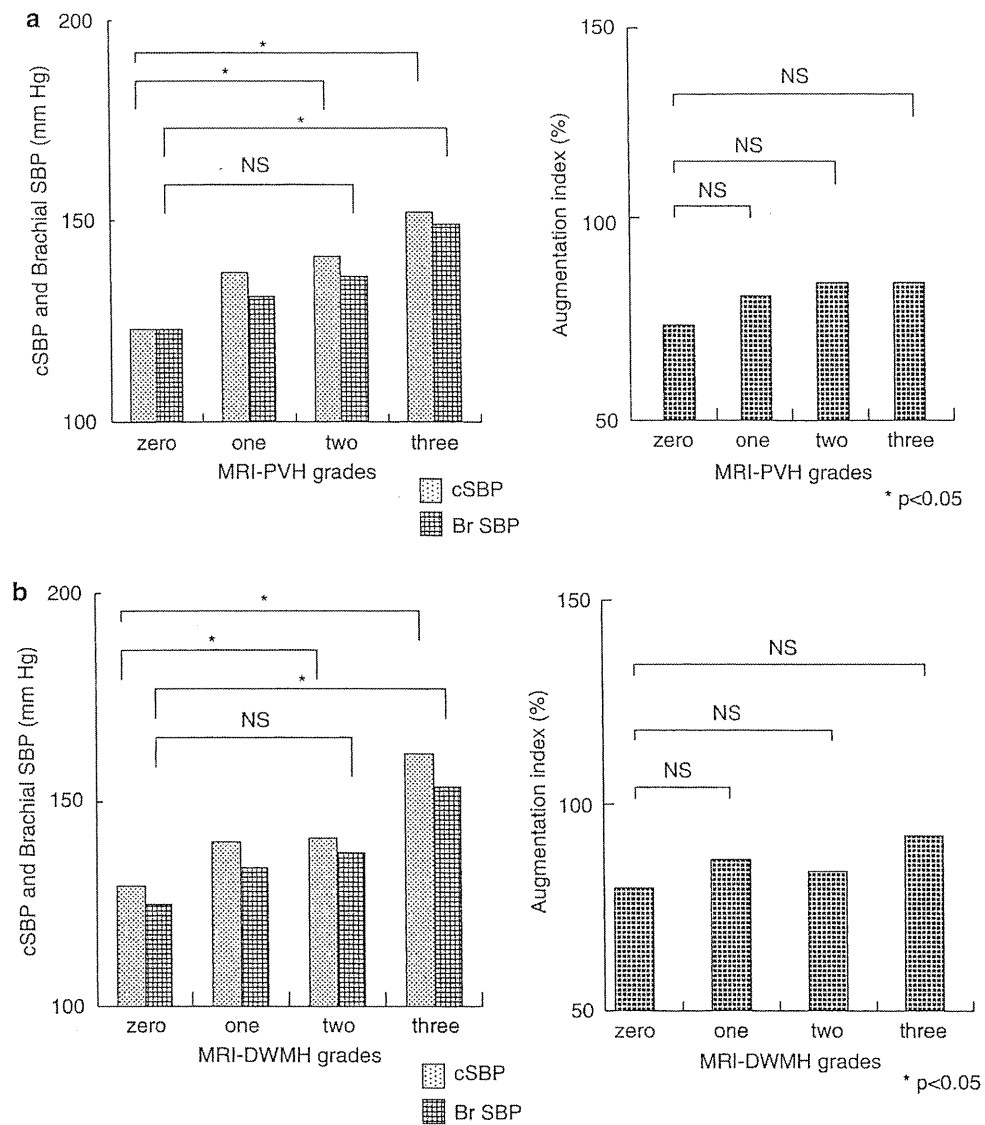 a
200
150
100
cSBP and Brachial SBP (mm Hg)
*
*
*
NS
zero one two three
MRI-PVH grades
cSBP
Br SBP
150
100
50
Augmentation index (%)
NS
NS
NS
zero one two three
MRI-PVH grades
* p<0.05
b
200
150
100
cSBP and Brachial SBP (mm Hg)
*
*
*
NS
zero one two three
MRI-DWMH grades
cSBP
Br SBP
150
100
50
Augmentation index (%)
NS
NS
NS
zero one two three
MRI-DWMH grades
* p<0.05